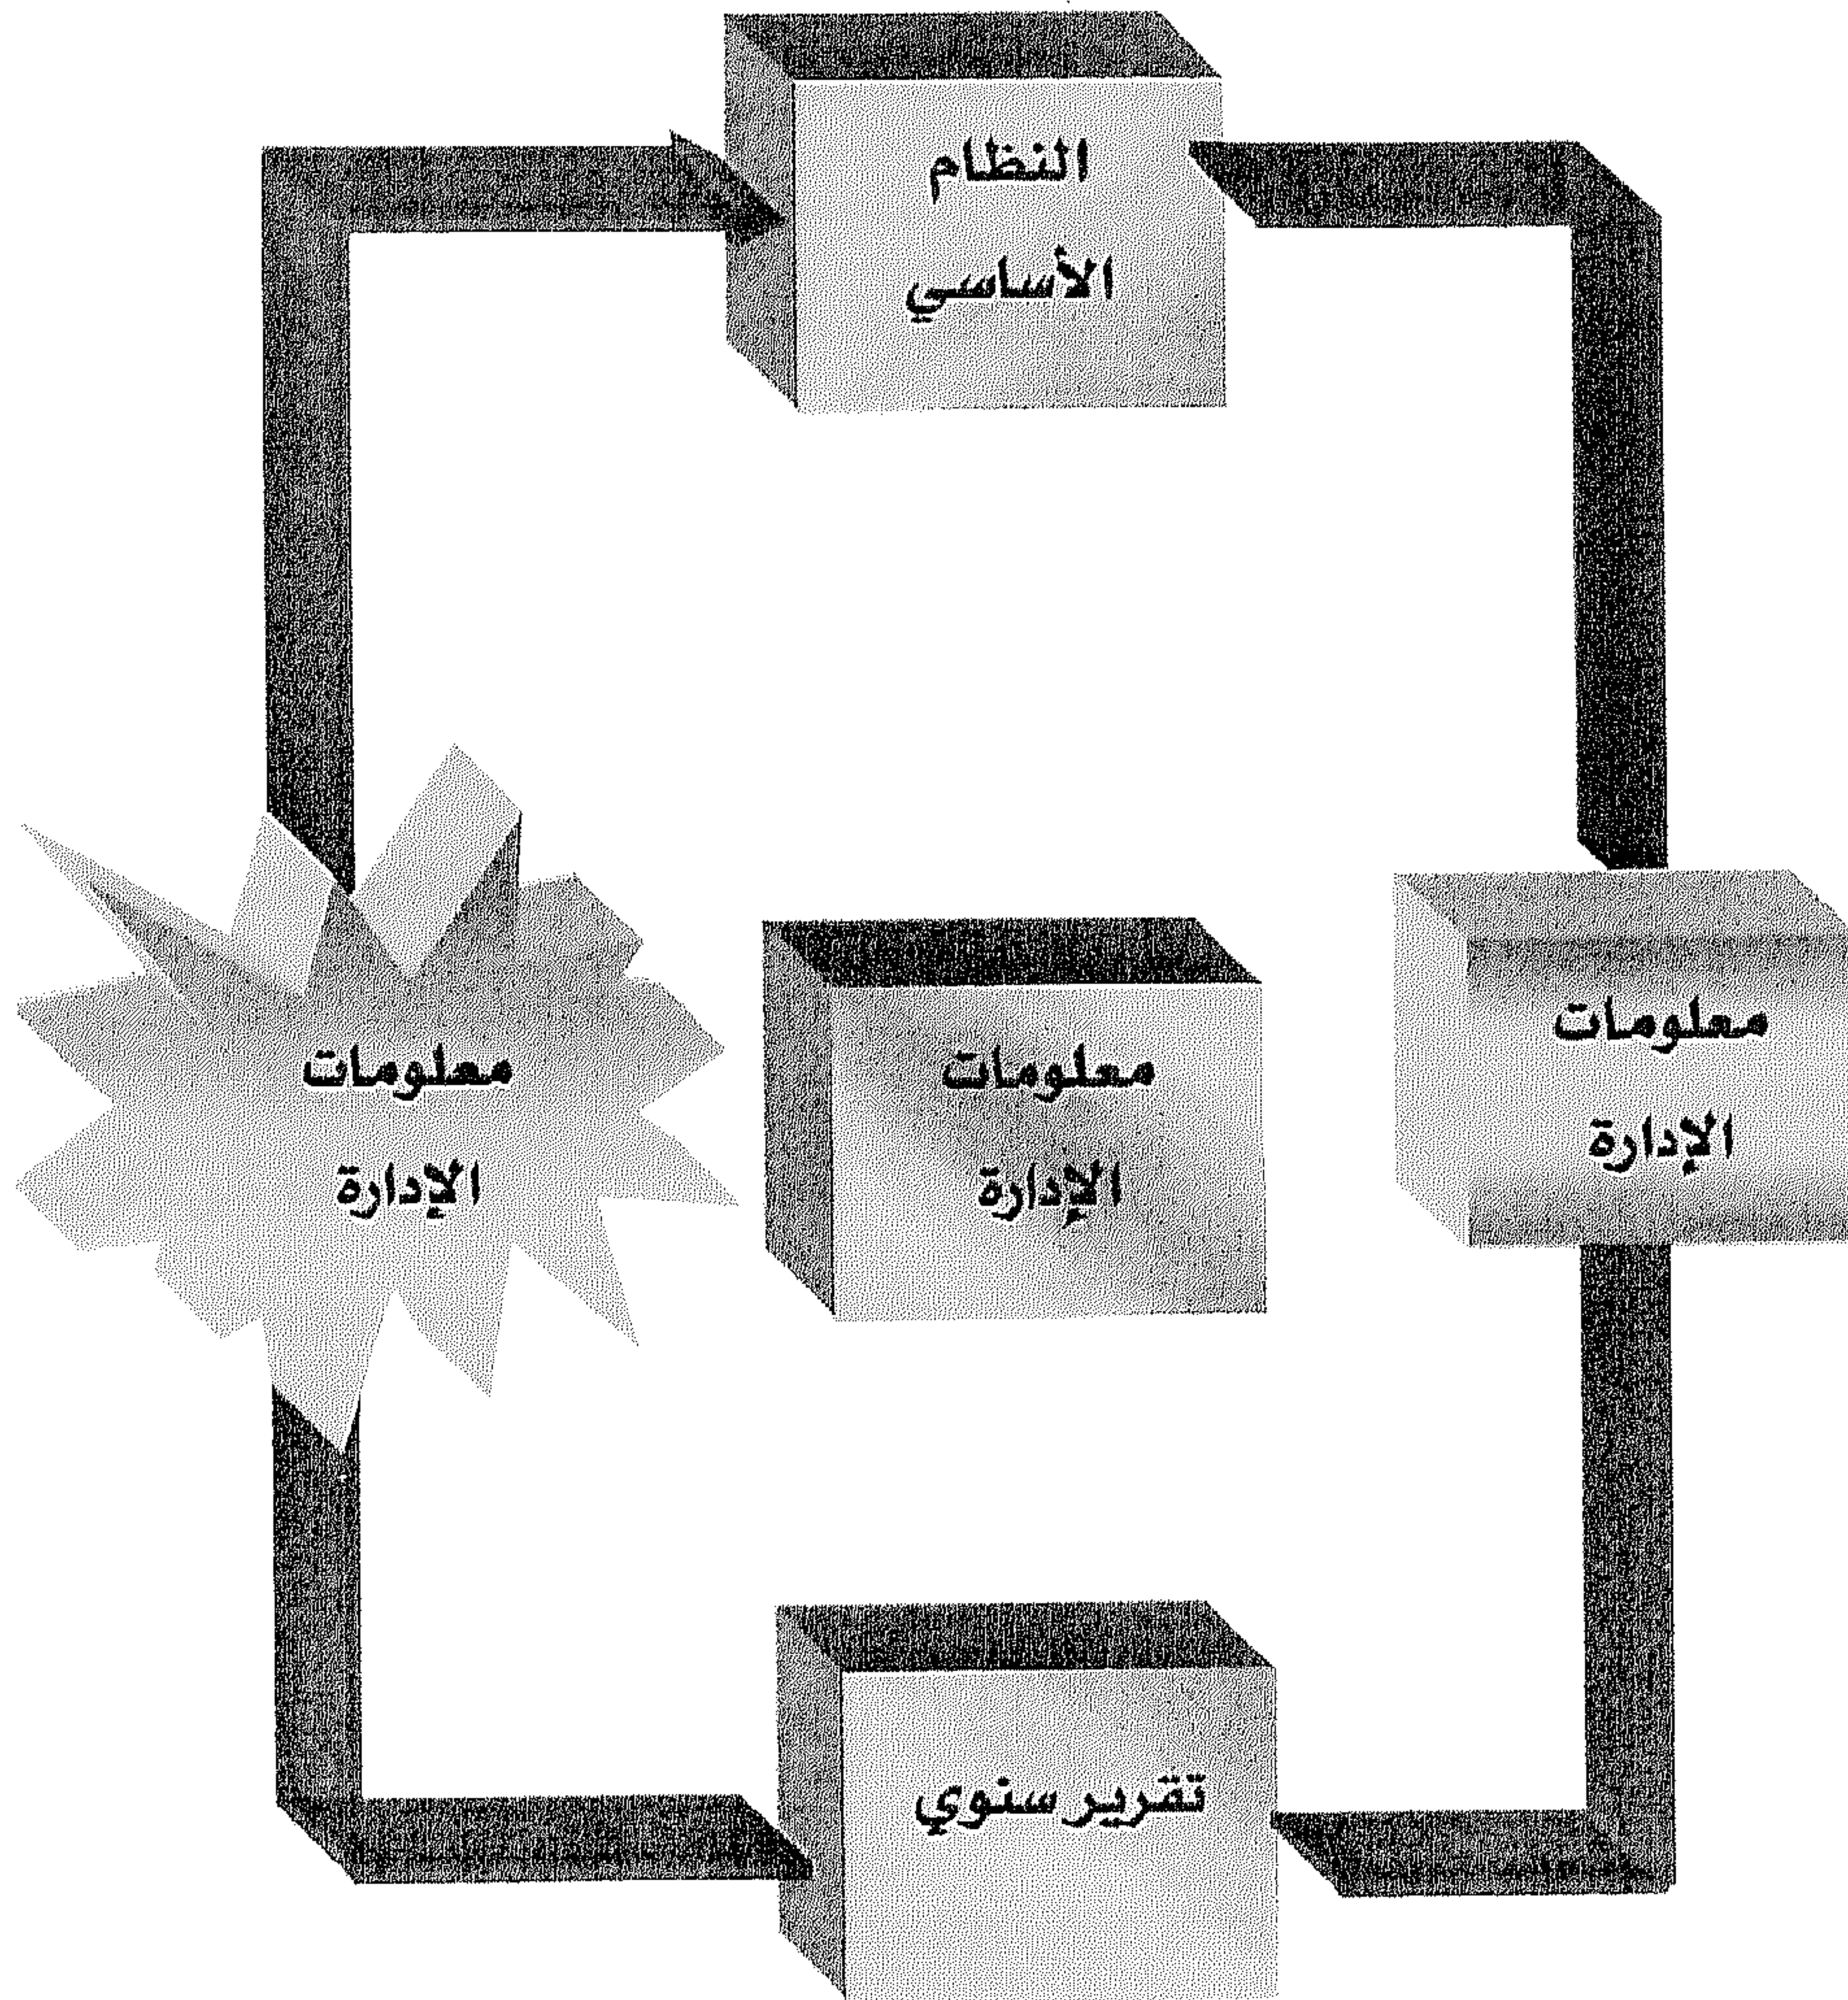 النظام
الأساسي
معلومات
الإدارة
معلومات
الإدارة
معلومات
الإدارة
تقرير سنوي